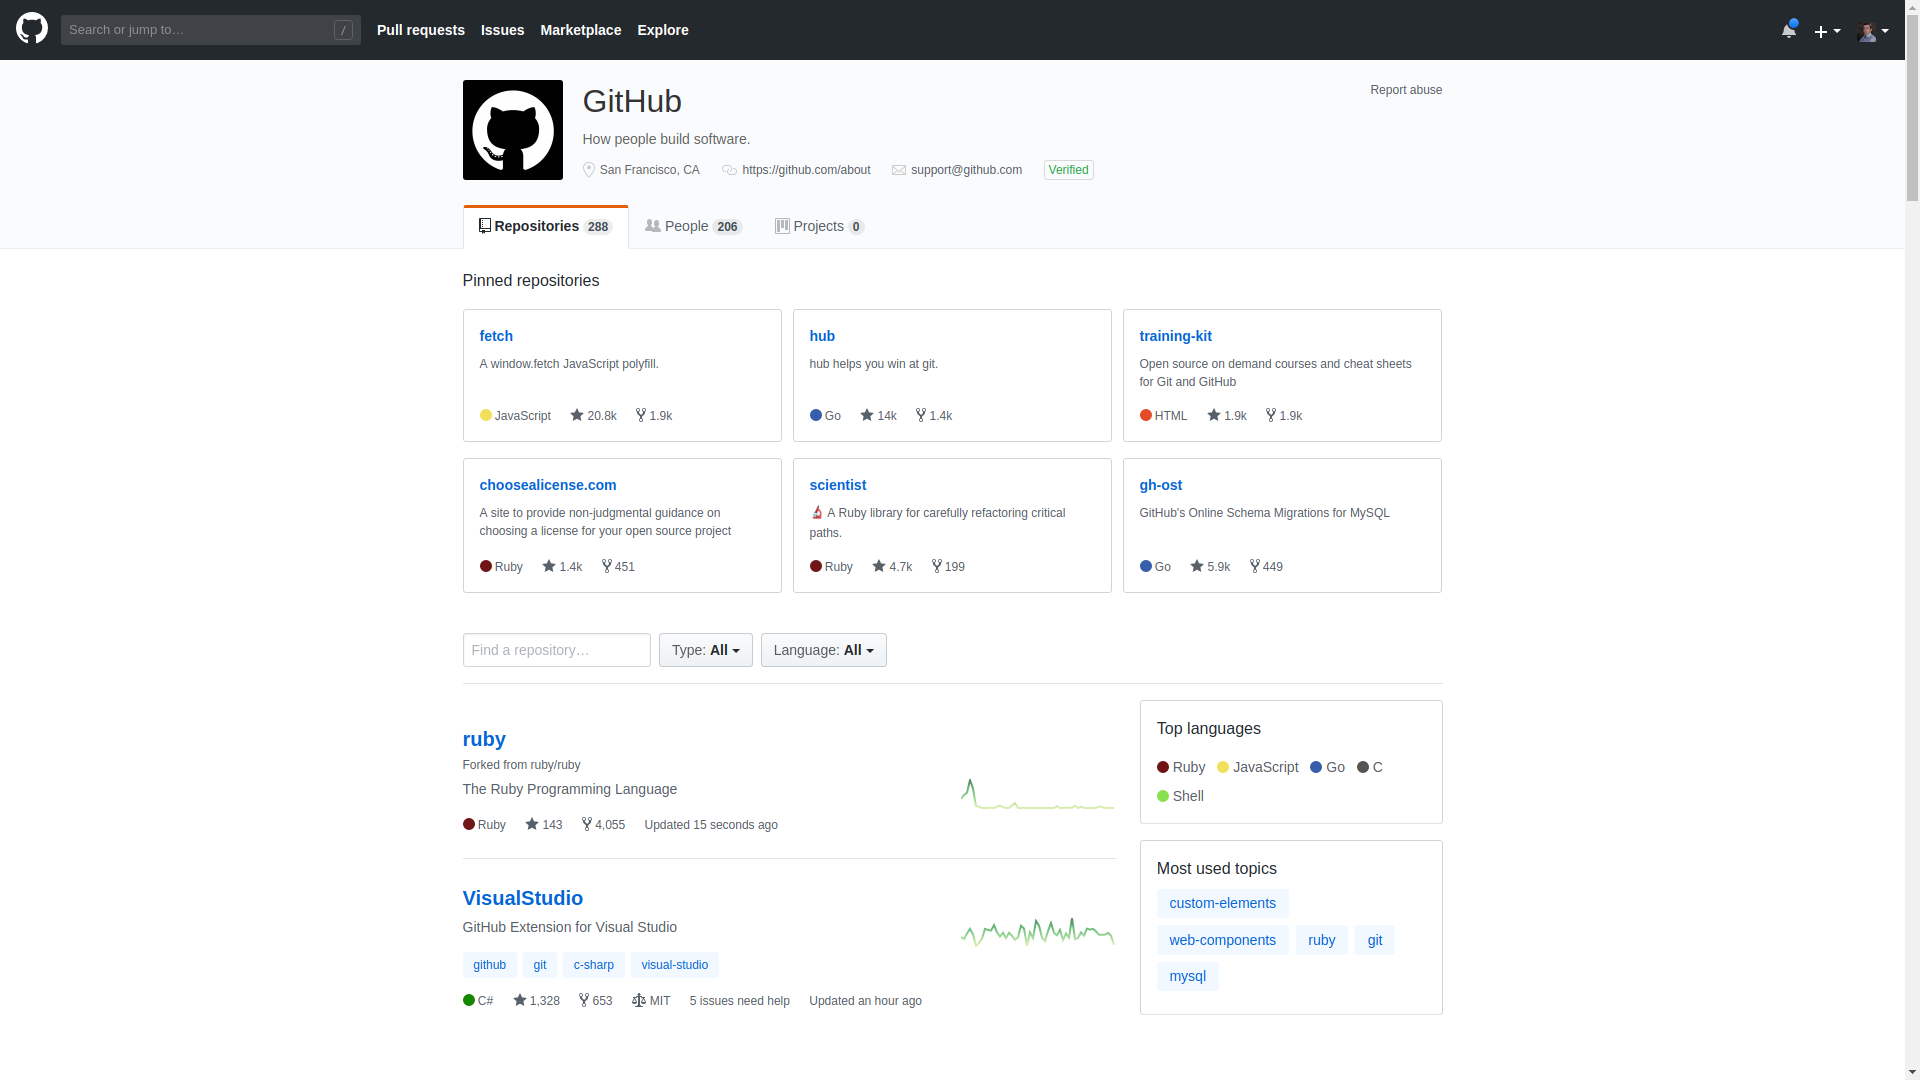 Search or jump to…
/
Pull requests
Issues
Marketplace
Explore
GitHub
Report abuse
How people build software.
San Francisco, CA
https://github.com/about
support@github.com
Verified
Repositories 288
People 206
Projects 0
Pinned repositories
fetch
A window.fetch JavaScript polyfill.
JavaScript 20.8k 1.9k
hub
hub helps you win at git.
Go 14k 1.4k
training-kit
Open source on demand courses and cheat sheets
for Git and GitHub
HTML 1.9k 1.9k
choosealicense.com
A site to provide non-judgmental guidance on
choosing a license for your open source project
Ruby 1.4k 451
scientist
A Ruby library for carefully refactoring critical
paths.
Ruby 4.7k 199
gh-ost
GitHub's Online Schema Migrations for MySQL
Go 5.9k 449
Find a repository…
Type: All
Language: All
ruby
Forked from ruby/ruby
The Ruby Programming Language
Ruby 143 4,055 Updated 15 seconds ago
VisualStudio
GitHub Extension for Visual Studio
github git c-sharp visual-studio
C# 1,328 653 MIT 5 issues need help Updated an hour ago
Top languages
Ruby JavaScript Go C
Shell
Most used topics
custom-elements
web-components ruby git
mysql